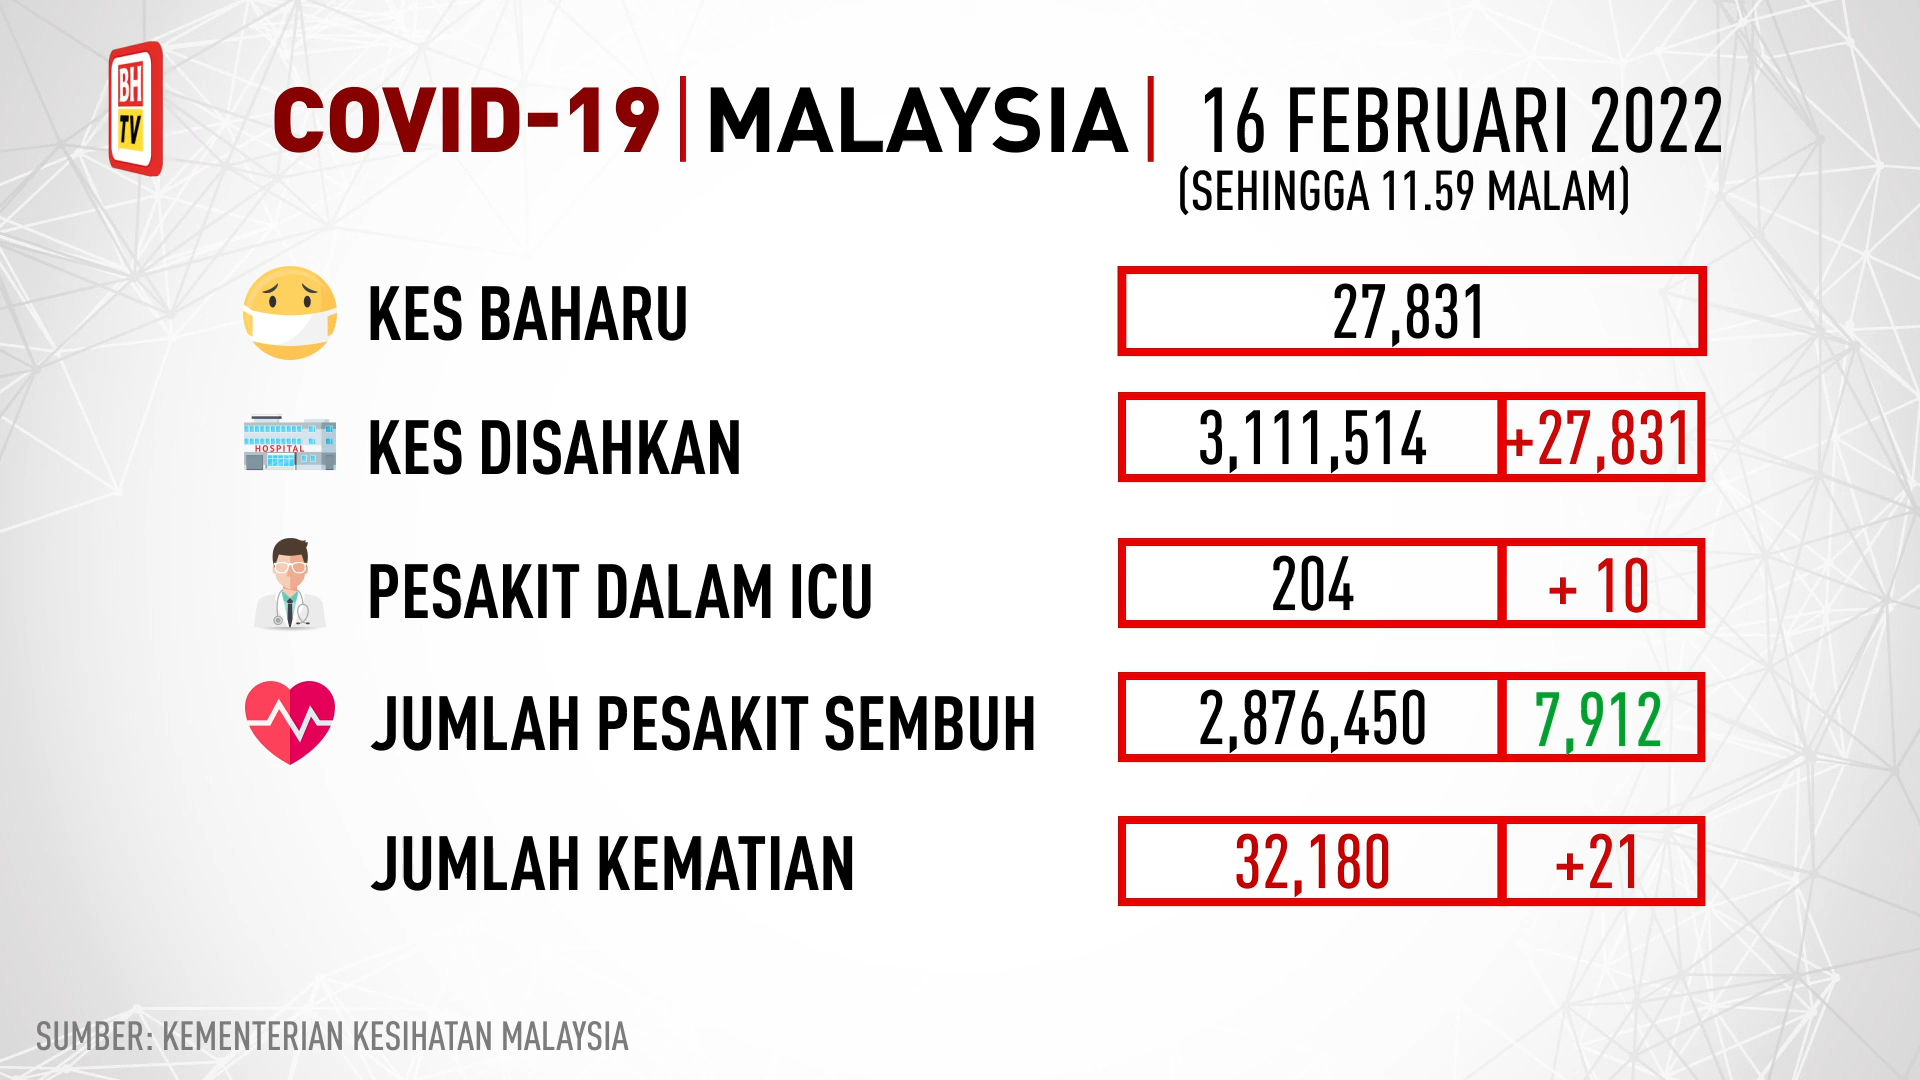 BH
TV
COVID-19 | MALAYSIA | 16 FEBRUARI 2022
(SEHINGGA 11.59 MALAM)
KES BAHARU 27,831
HOSPITAL
KES DISAHKAN 3,111,514 +27,831
PESAKIT DALAM ICU 204 + 10
JUMLAH PESAKIT SEMBUH 2,876,450 7,912
JUMLAH KEMATIAN 32,180 +21
SUMBER: KEMENTERIAN KESIHATAN MALAYSIA